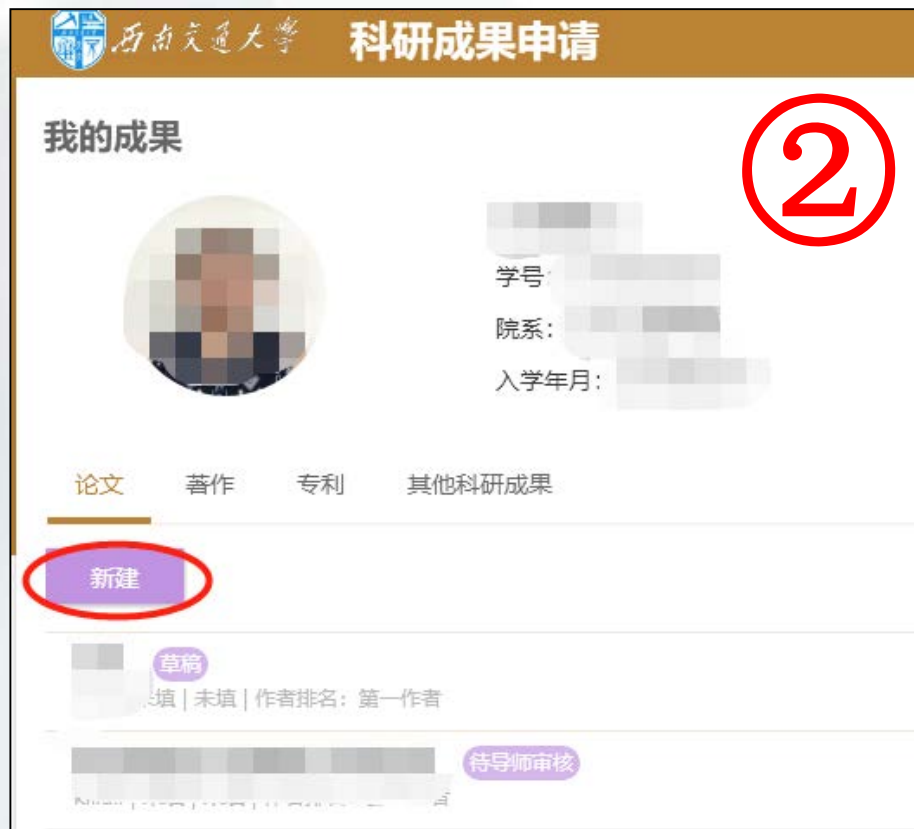 西南交通大学 科研成果申请
我的成果
②
学号:
院系:
入学年月:
论文 著作 专利 其他科研成果
新建
草稿
填 | 未填 | 作者排名: 第一作者
待导师审核